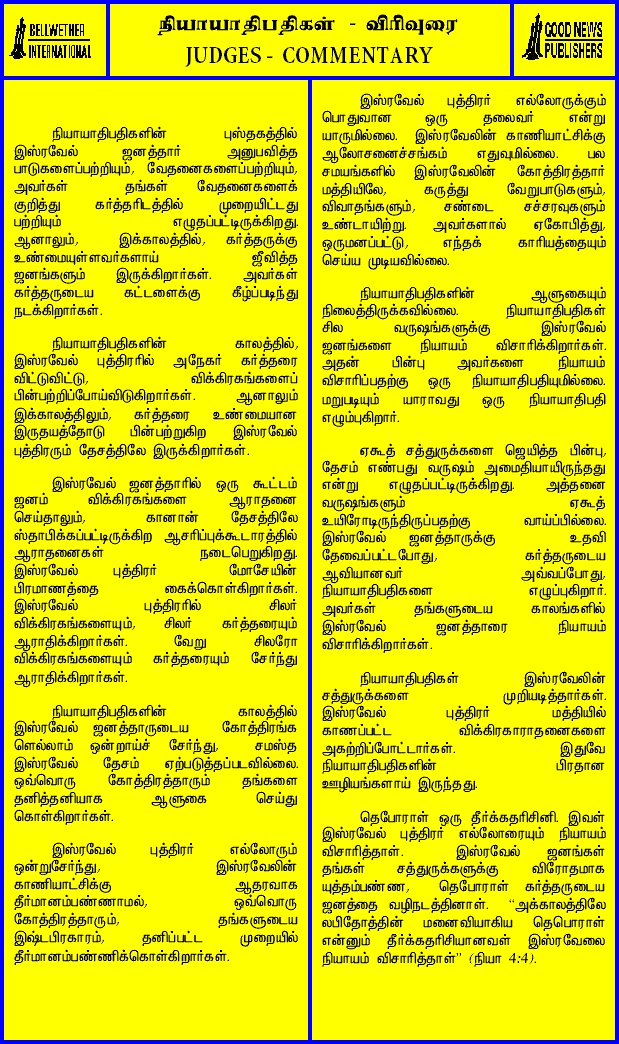 BELLWETHER
INTERNATIONAL
நியாயாதிபதிகள் - விரிவுரை
JUDGES - COMMENTARY
GOOD NEWS
PUBLISHERS
நியாயாதிபதிகளின் புஸ்தகத்தில்
இஸ்ரவேல் ஜனத்தார் அனுபவித்த
பாடுகளைப்பற்றியும், வேதனைகளைப்பற்றியும்,
அவர்கள் தங்கள் வேதனைகளைக்
குறித்து கர்த்தரிடத்தில் முறையிட்டது
பற்றியும் எழுதப்பட்டிருக்கிறது.
ஆனாலும், இக்காலத்தில், கர்த்தருக்கு
உண்மையுள்ளவர்களாய் ஜீவித்த
ஜனங்களும் இருக்கிறார்கள். அவர்கள்
கர்த்தருடைய கட்டளைக்கு கீழ்ப்படிந்து
நடக்கிறார்கள்.
நியாயாதிபதிகளின் காலத்தில்,
இஸ்ரவேல் புத்திரரில் அநேகர் கர்த்தரை
விட்டுவிட்டு, விக்கிரகங்களைப்
பின்பற்றிப்போய்விடுகிறார்கள். ஆனாலும்
இக்காலத்திலும், கர்த்தரை உண்மையான
இருதயத்தோடு பின்பற்றுகிற இஸ்ரவேல்
புத்திரரும் தேசத்திலே இருக்கிறார்கள்.
இஸ்ரவேல் ஜனத்தாரில் ஒரு கூட்டம்
ஜனம் விக்கிரகங்களை ஆராதனை
செய்தாலும், கானான் தேசத்திலே
ஸ்தாபிக்கப்பட்டிருக்கிற ஆசரிப்புக்கூடாரத்தில்
ஆராதனைகள் நடைபெறுகிறது.
இஸ்ரவேல் புத்திரர் மோசேயின்
பிரமாணத்தை கைக்கொள்கிறார்கள்.
இஸ்ரவேல் புத்திரரில் சிலர்
விக்கிரகங்களையும், சிலர் கர்த்தரையும்
ஆராதிக்கிறார்கள். வேறு சிலரோ
விக்கிரகங்களையும் கர்த்தரையும் சேர்ந்து
ஆராதிக்கிறார்கள்.
நியாயாதிபதிகளின் காலத்தில்
இஸ்ரவேல் ஜனத்தாருடைய கோத்திரங்க
ளெல்லாம் ஒன்றாய்ச் சேர்ந்து, சமஸ்த
இஸ்ரவேல் தேசம் ஏற்படுத்தப்படவில்லை.
ஒவ்வொரு கோத்திரத்தாரும் தங்களை
தனித்தனியாக ஆளுகை செய்து
கொள்கிறார்கள்.
இஸ்ரவேல் புத்திரர் எல்லோரும்
ஒன்றுசேர்ந்து, இஸ்ரவேலின்
காணியாட்சிக்கு ஆதரவாக
தீர்மானம்பண்ணாமல், ஒவ்வொரு
கோத்திரத்தாரும், தங்களுடைய
இஷ்டபிரகாரம், தனிப்பட்ட முறையில்
தீர்மானம்பண்ணிக்கொள்கிறார்கள்.
இஸ்ரவேல் புத்திரர் எல்லோருக்கும்
பொதுவான ஒரு தலைவர் என்று
யாருமில்லை. இஸ்ரவேலின் காணியாட்சிக்கு
ஆலோசனைச்சங்கம் எதுவுமில்லை. பல
சமயங்களில் இஸ்ரவேலின் கோத்திரத்தார்
மத்தியிலே, கருத்து வேறுபாடுகளும்,
விவாதங்களும், சண்டை சச்சரவுகளும்
உண்டாயிற்று. அவர்களால் ஏகோபித்து,
ஒருமனப்பட்டு, எந்தக் காரியத்தையும்
செய்ய முடியவில்லை.
நியாயாதிபதிகளின் ஆளுகையும்
நிலைத்திருக்கவில்லை. நியாயாதிபதிகள்
சில வருஷங்களுக்கு இஸ்ரவேல்
ஜனங்களை நியாயம் விசாரிக்கிறார்கள்.
அதன் பின்பு அவர்களை நியாயம்
விசாரிப்பதற்கு ஒரு நியாயாதிபதியுமில்லை.
மறுபடியும் யாராவது ஒரு நியாயாதிபதி
எழும்புகிறார்.
ஏகூத் சத்துருக்களை ஜெயித்த பின்பு,
தேசம் எண்பது வருஷம் அமைதியாயிருந்தது
என்று எழுதப்பட்டிருக்கிறது. அத்தனை
வருஷங்களும் ஏகூத்
உயிரோடிருந்திருப்பதற்கு வாய்ப்பில்லை.
இஸ்ரவேல் ஜனத்தாருக்கு உதவி
தேவைப்பட்டபோது, கர்த்தருடைய
ஆவியானவர் அவ்வப்போது,
நியாயாதிபதிகளை எழுப்புகிறார்.
அவர்கள் தங்களுடைய காலங்களில்
இஸ்ரவேல் ஜனத்தாரை நியாயம்
விசாரிக்கிறார்கள்.
நியாயாதிபதிகள் இஸ்ரவேலின்
சத்துருக்களை முறியடித்தார்கள்.
இஸ்ரவேல் புத்திரர் மத்தியில்
காணப்பட்ட விக்கிரகாராதனைகளை
அகற்றிப்போட்டார்கள். இதுவே
நியாயாதிபதிகளின் பிரதான
ஊழியங்களாய் இருந்தது.
தெபோராள் ஒரு தீர்க்கதரிசினி. இவள்
இஸ்ரவேல் புத்திரர் எல்லோரையும் நியாயம்
விசாரித்தாள். இஸ்ரவேல் ஜனங்கள்
தங்கள் சத்துருக்களுக்கு விரோதமாக
யுத்தம்பண்ண, தெபோராள் கர்த்தருடைய
ஜனத்தை வழிநடத்தினாள். “அக்காலத்திலே
லபிதோத்தின் மனைவியாகிய தெபொராள்
என்னும் தீர்க்கதரிசியானவள் இஸ்ரவேலை
நியாயம் விசாரித்தாள்” (நியா 4:4).